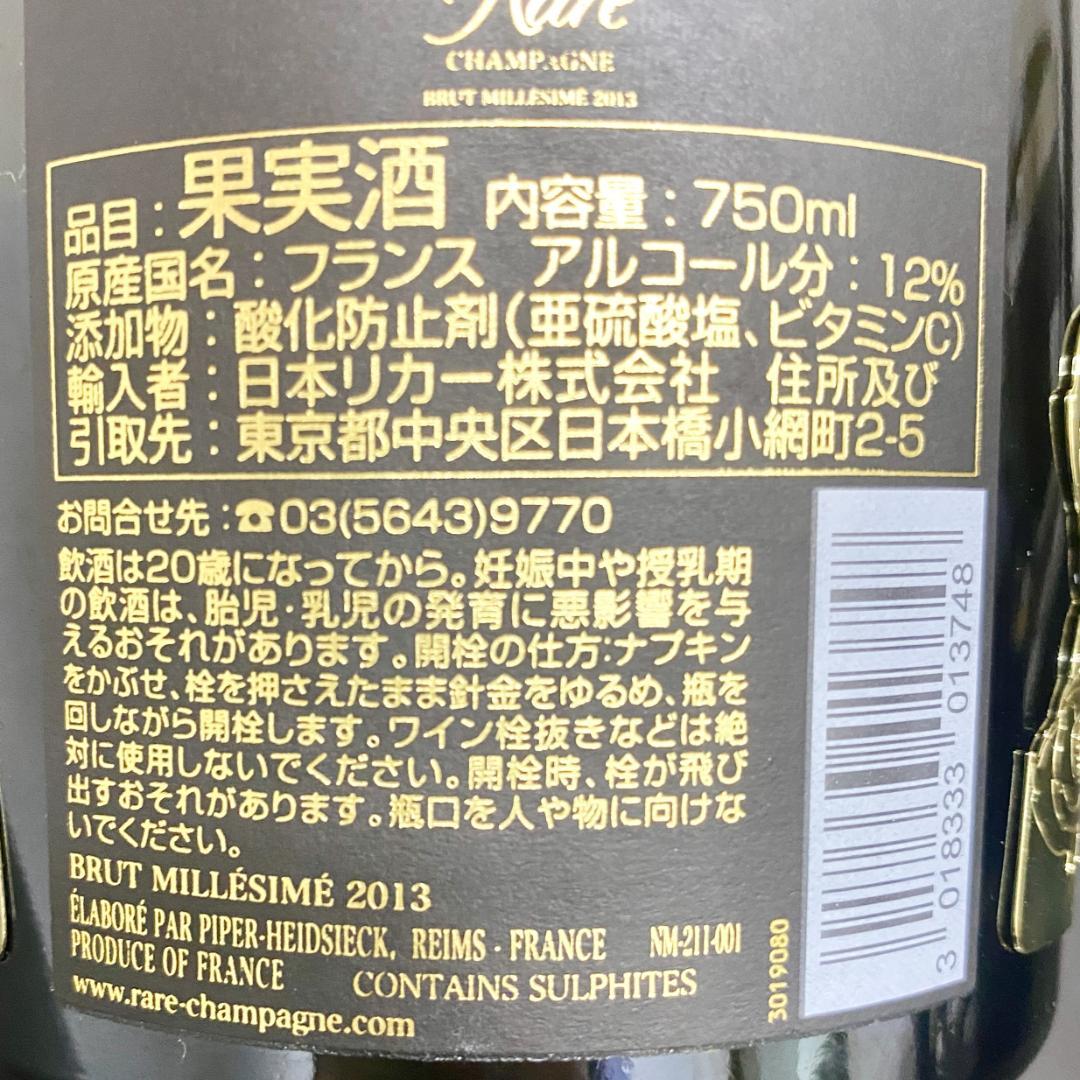 Rare
CHAMPAGNE
BRUT MILLÉSIMÉ 2013
品目:果実酒 内容量:750ml
原産国名:フランス アルコール分:12%
添加物:酸化防止剤(亜硫酸塩、ビタミンC)
輸入者:日本リカー株式会社 住所及び
引取先:東京都中央区日本橋小網町2-5
お問合せ先:☎03(5643)9770
飲酒は20歳になってから。妊娠中や授乳期
の飲酒は、胎児・乳児の発育に悪影響を与
えるおそれがあります。開栓の仕方:ナプキン
をかぶせ、栓を押さえたまま針金をゆるめ、瓶を
回しながら開栓します。ワイン栓抜きなどは絶
対に使用しないでください。開栓時、栓が飛び
出すおそれがあります。瓶口を人や物に向けな
いでください。
BRUT MILLÉSIMÉ 2013
ÉLABORÉ PAR PIPER-HEIDSIECK, REIMS - FRANCE NM-211-001
PRODUCE OF FRANCE CONTAINS SULPHITES
www.rare-champagne.com
3019080
3 018333 013748